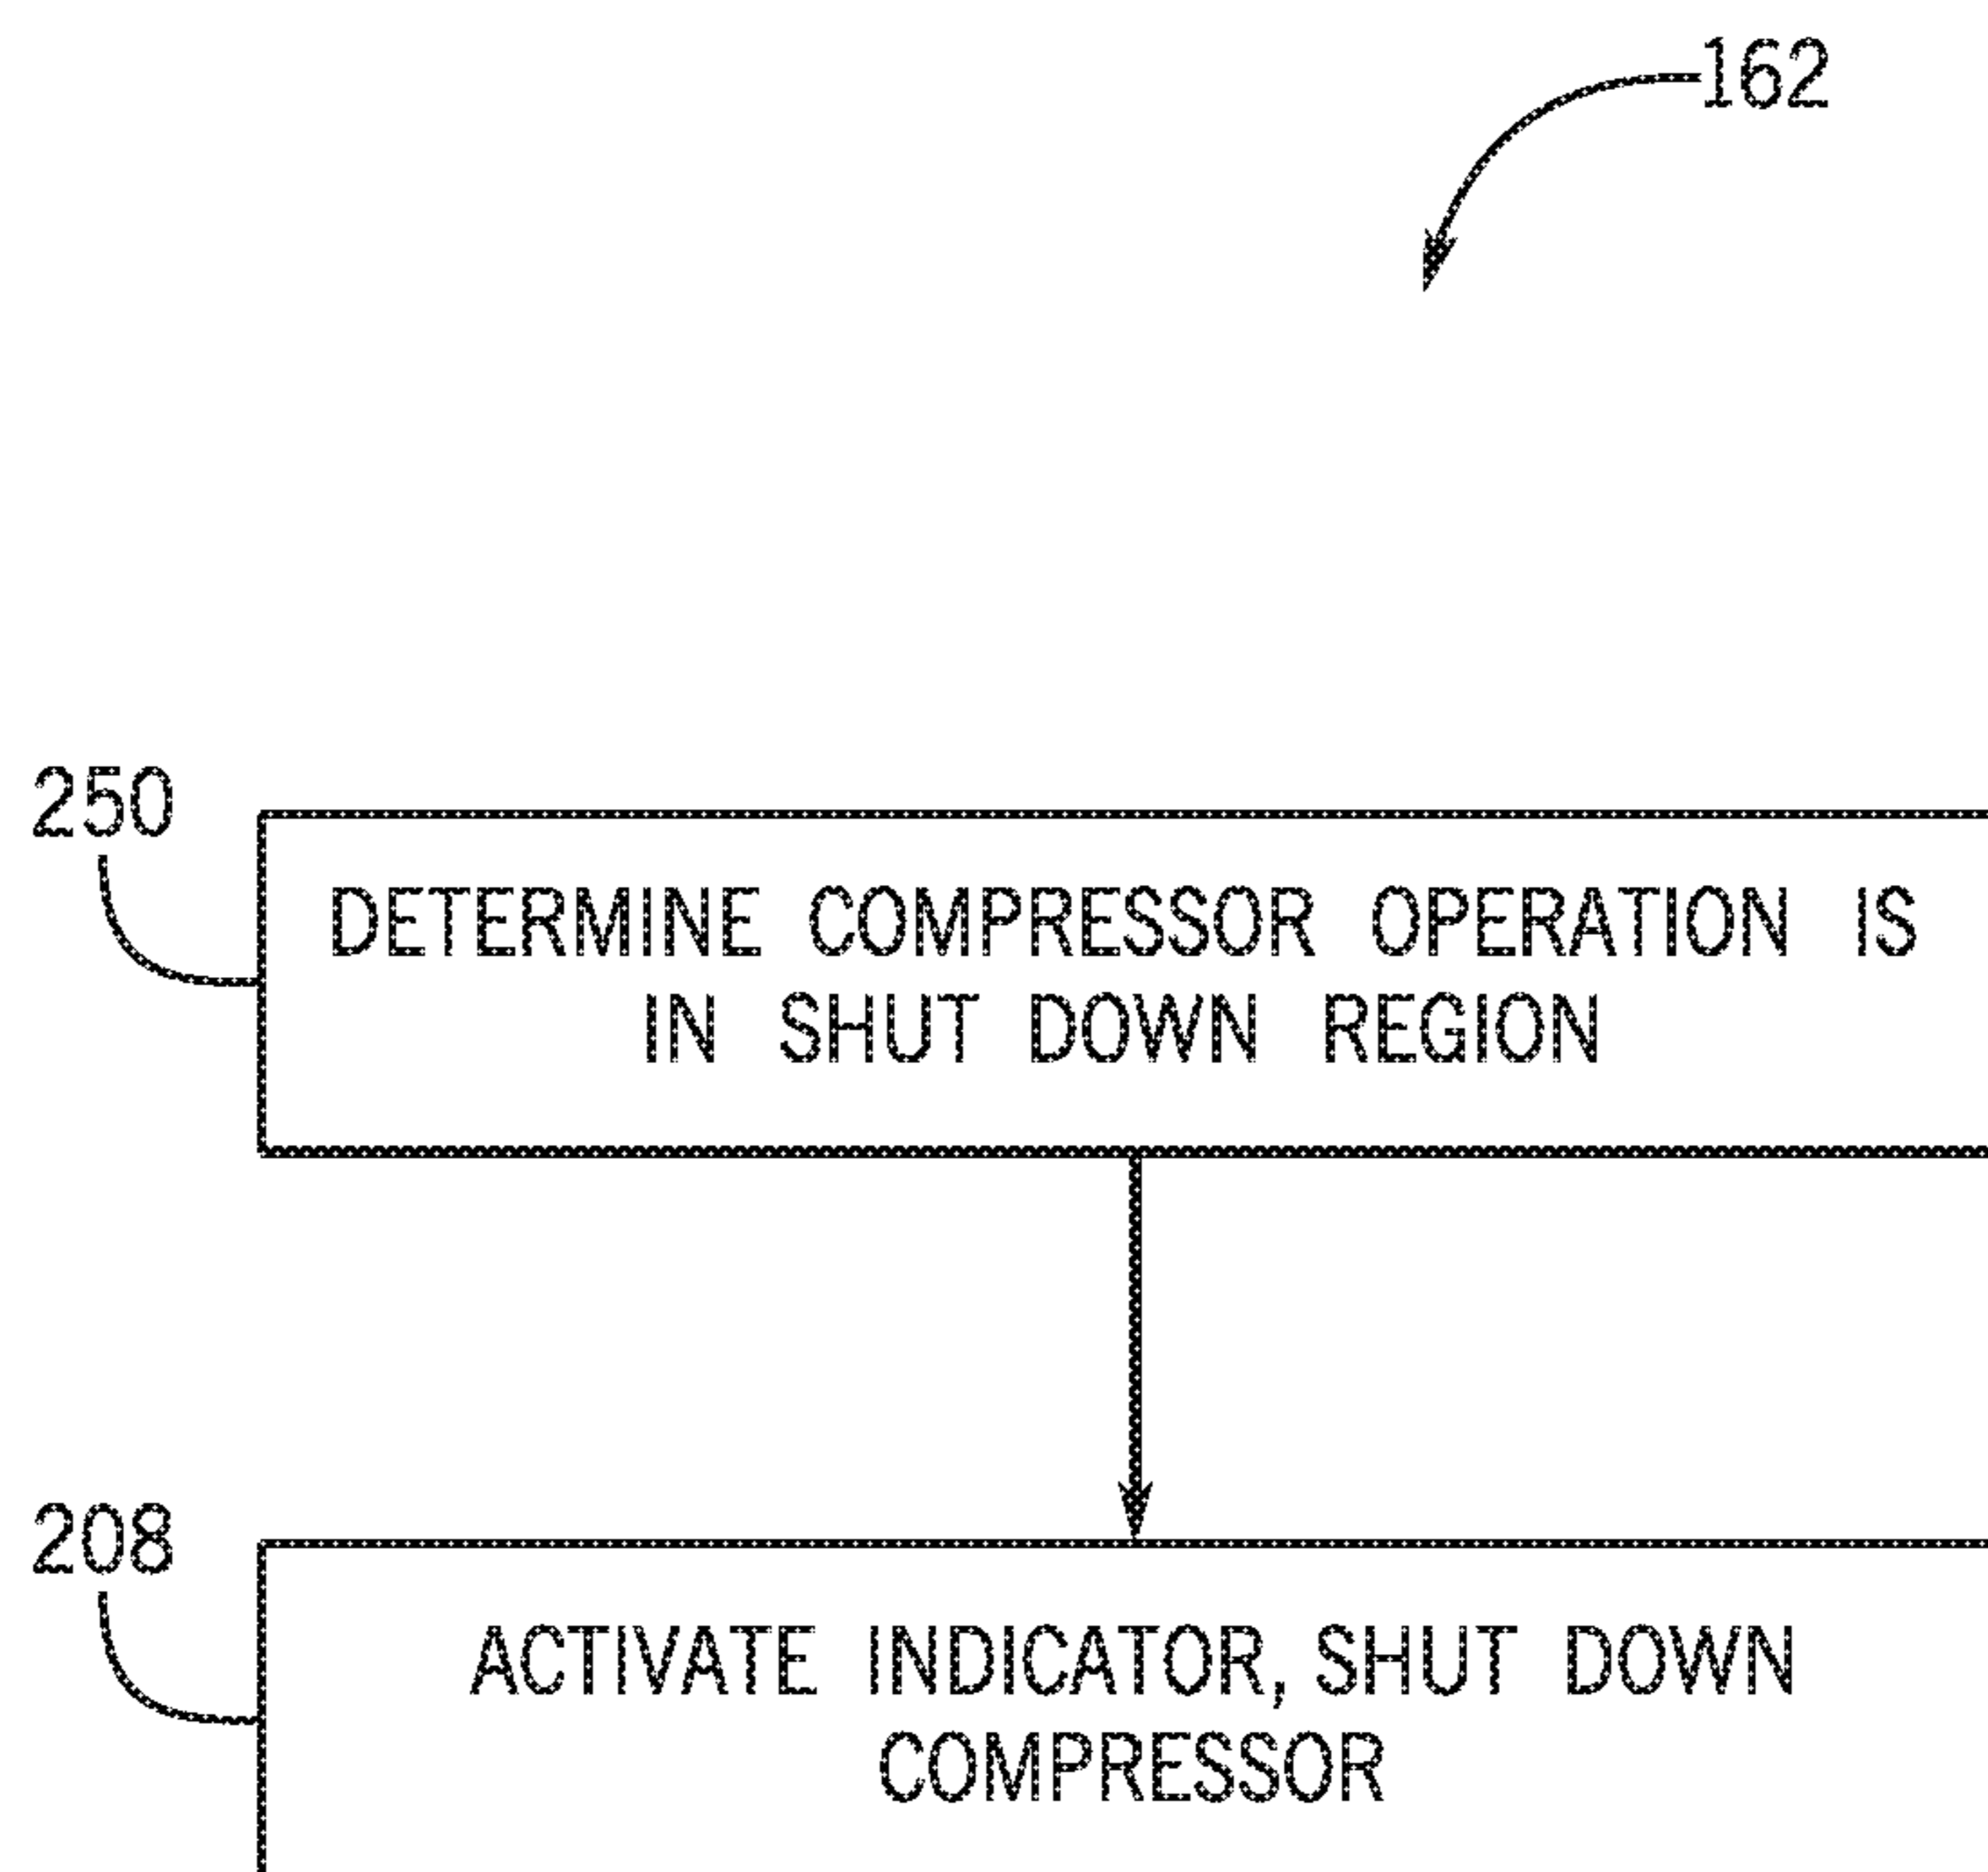 162
250
DETERMINE COMPRESSOR OPERATION IS
IN SHUT DOWN REGION
208
ACTIVATE INDICATOR, SHUT DOWN
COMPRESSOR